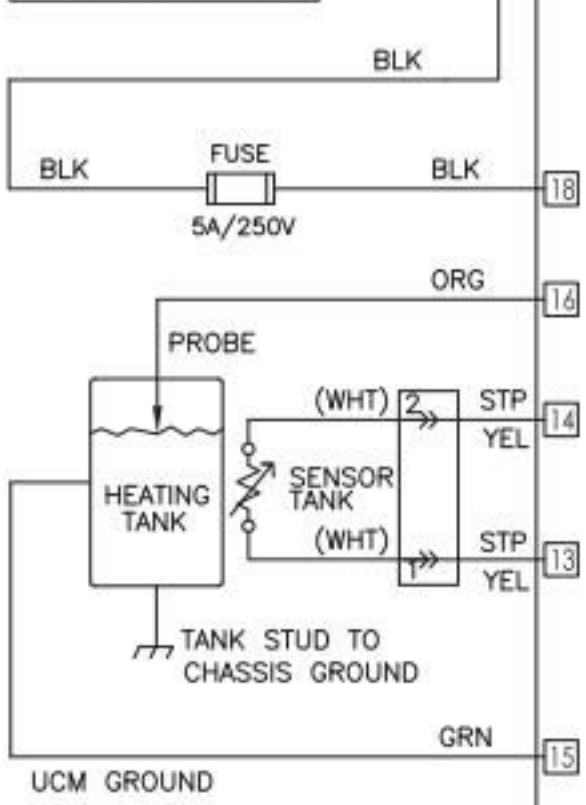 BLK
FUSE
BLK
BLK
18
5A/250V
ORG
16
PROBE
(WHT)
2
STP
14
YEL
HEATING
TANK
SENSOR
TANK
(WHT)
1
STP
13
YEL
TANK STUD TO
CHASSIS GROUND
GRN
15
UCM GROUND